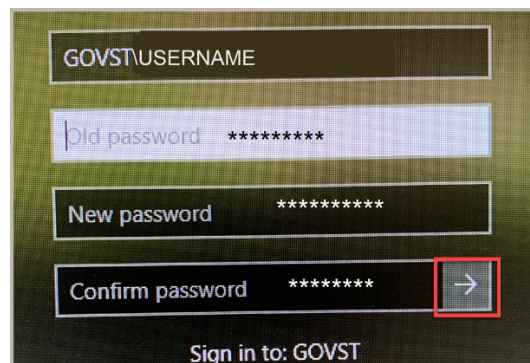 GOVST\USERNAME
Old password *********
New password **********
Confirm password ********
Sign in to: GOVST